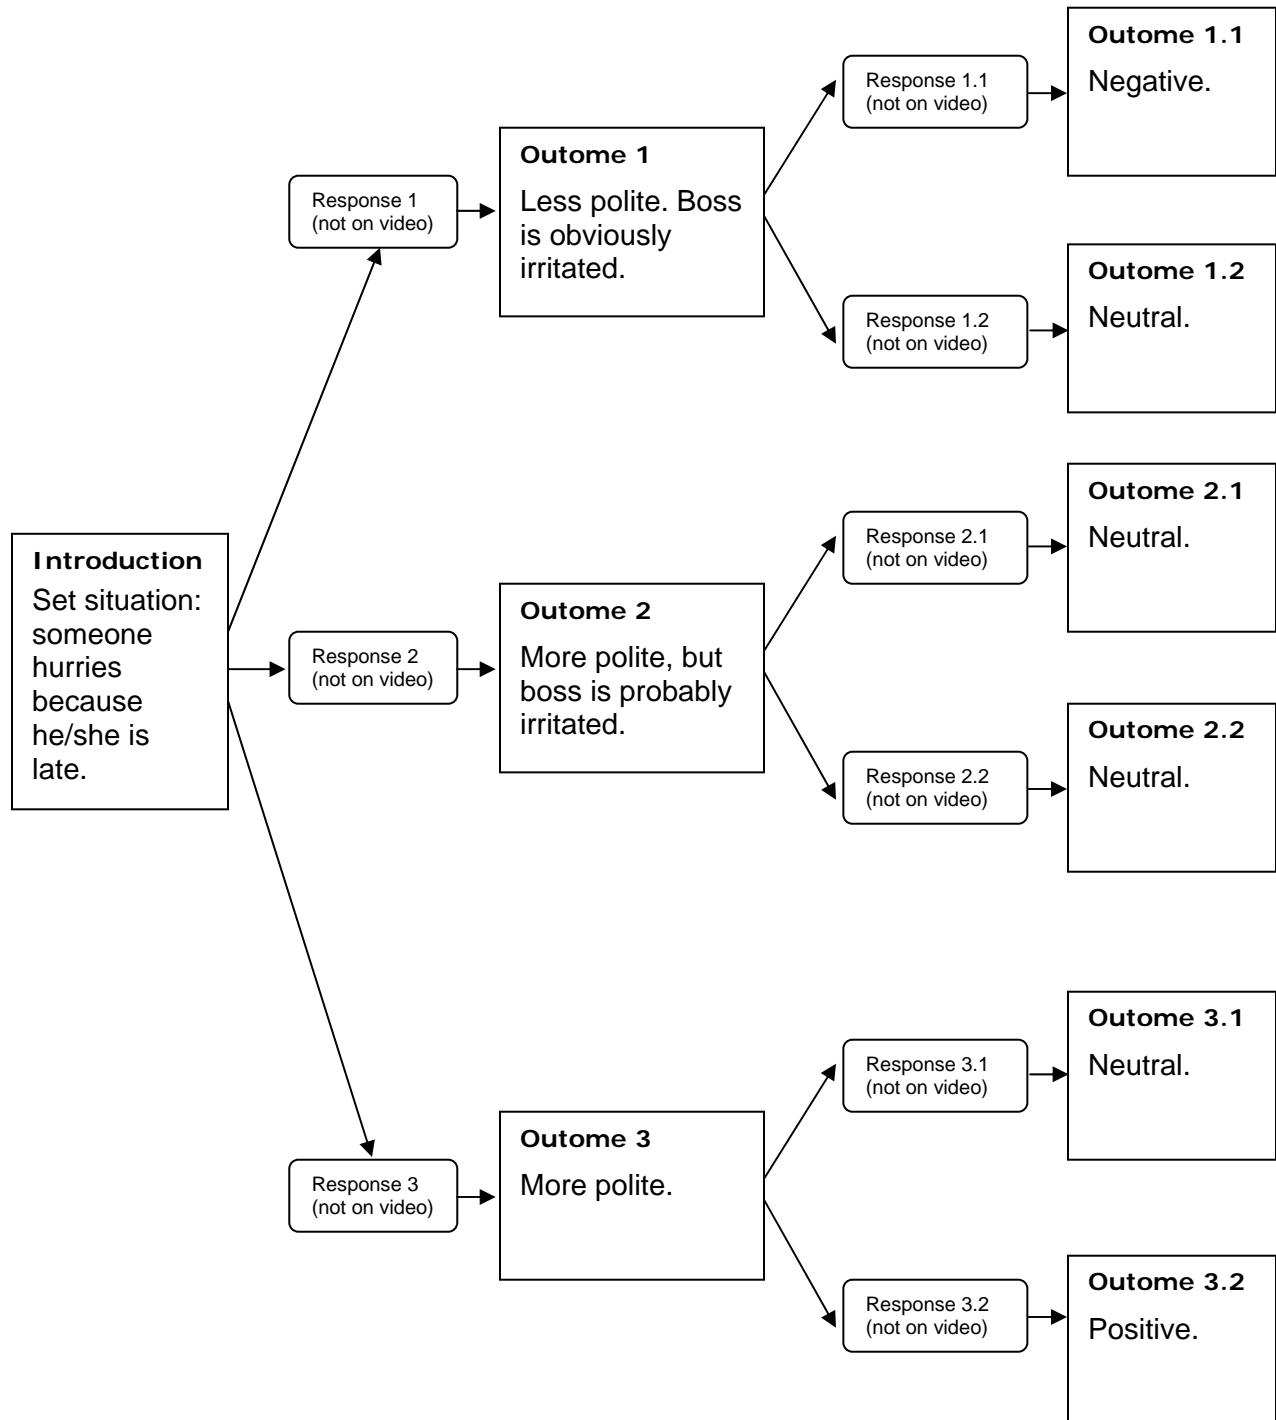 Introduction
Set situation:
someone
hurries
because
he/she is
late.
Response 1
(not on video)
Outome 1
Less polite. Boss
is obviously
irritated.
Response 1.1
(not on video)
Outome 1.1
Negative.
Response 1.2
(not on video)
Outome 1.2
Neutral.
Response 2
(not on video)
Outome 2
More polite, but
boss is probably
irritated.
Response 2.1
(not on video)
Outome 2.1
Neutral.
Response 2.2
(not on video)
Outome 2.2
Neutral.
Response 3
(not on video)
Outome 3
More polite.
Response 3.1
(not on video)
Outome 3.1
Neutral.
Response 3.2
(not on video)
Outome 3.2
Positive.